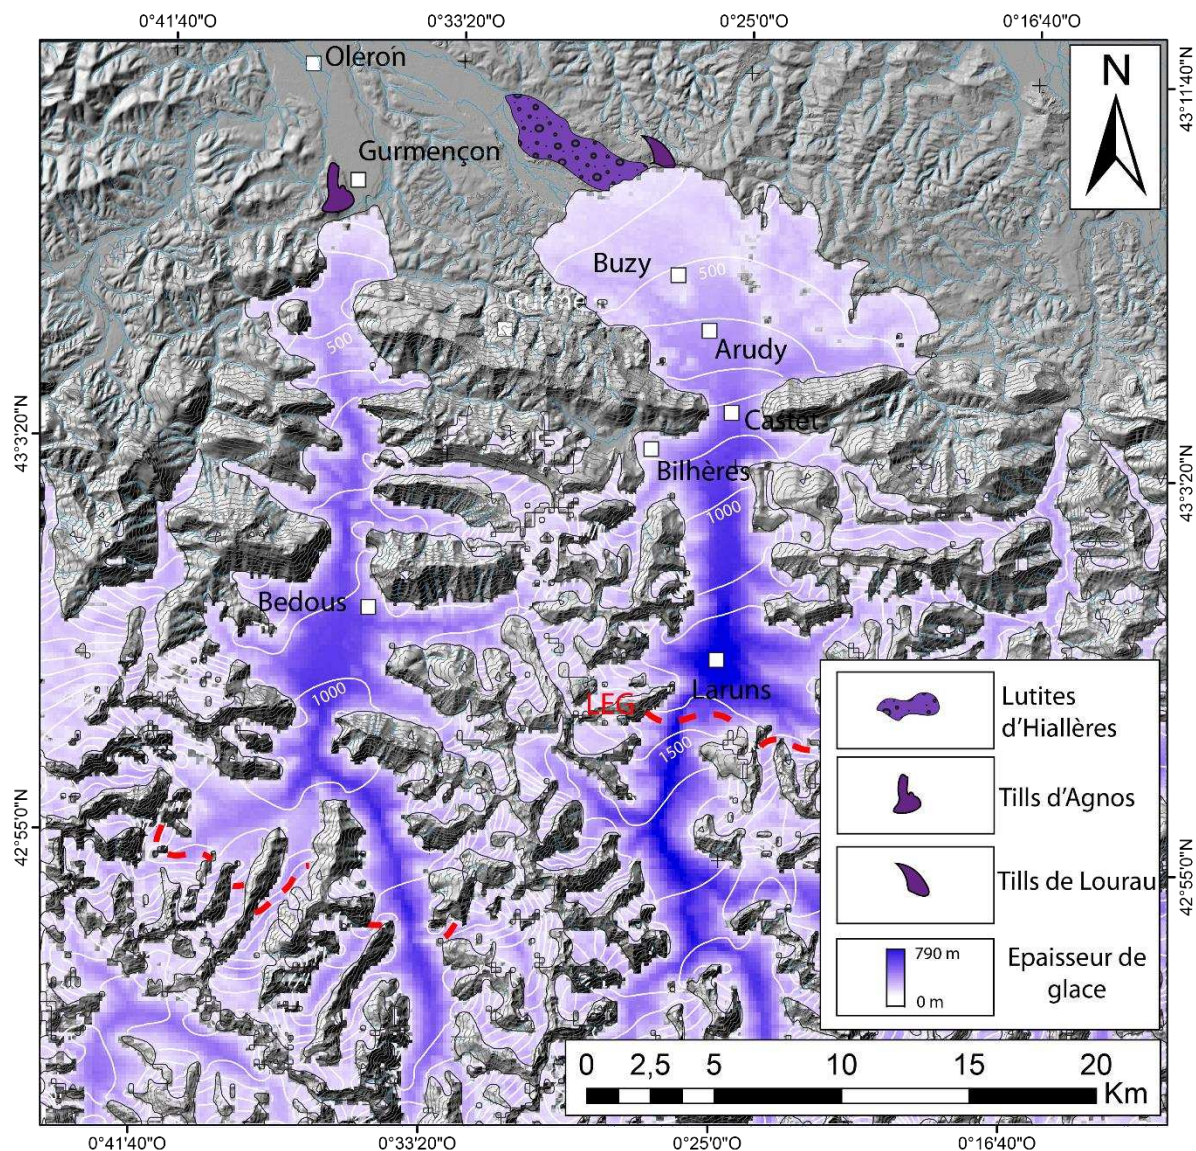 0°41'40"O
0°33'20"O
0°25'0"O
0°16'40"O
Oleron
N
43°11'40"N
Gurmençon
Buzy
500
500
Arudy
Castet
43°3'20"N
43°3'20"N
Bilhères
1000
Bedous
Laruns
LEG
1000
1500
Lutites
d'Hiallères
Tills d'Agnos
Tills de Lourau
790 m
0 m
Epaisseur de
glace
42°55'0"N
42°55'0"N
0
2,5
5
10
15
20
Km
0°41'40"O
0°33'20"O
0°25'0"O
0°16'40"O